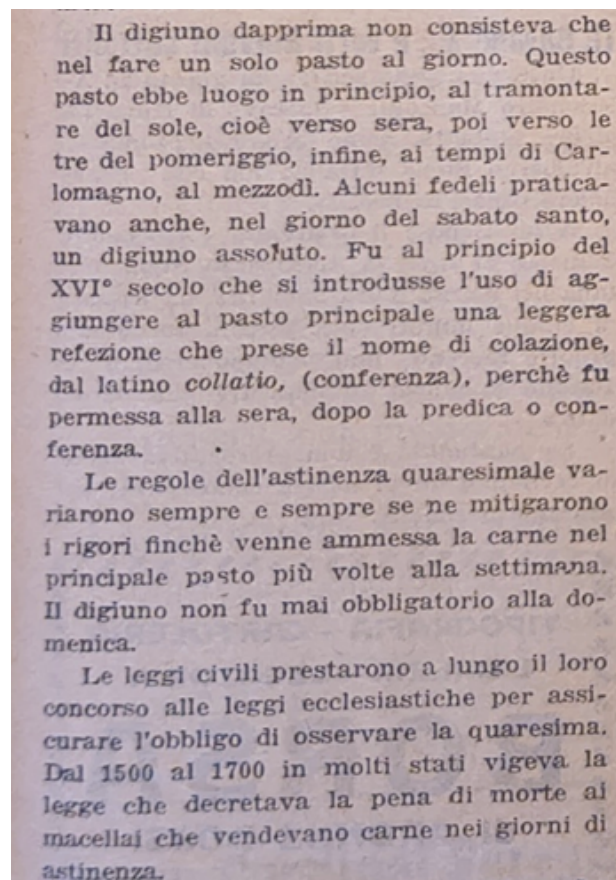 Il digiuno dapprima non consisteva che
nel fare un solo pasto al giorno. Questo
pasto ebbe luogo in principio, al tramonta-
re del sole, cioè verso sera, poi verso le
tre del pomeriggio, infine, ai tempi di Car-
lomagno, al mezzodì. Alcuni fedeli pratica-
vano anche, nel giorno del sabato santo,
un digiuno assoluto. Fu al principio del
XVI° secolo che si introdusse l'uso di ag-
giungere al pasto principale una leggera
refezione che prese il nome di colazione,
dal latino collatio, (conferenza), perchè fu
permessa alla sera, dopo la predica o con-
ferenza.
Le regole dell'astinenza quaresimale va-
riarono sempre e sempre se ne mitigarono
i rigori finchè venne ammessa la carne nel
principale pasto più volte alla settimana.
Il digiuno non fu mai obbligatorio alla do-
menica.
Le leggi civili prestarono a lungo il loro
concorso alle leggi ecclesiastiche per assi-
curare l'obbligo di osservare la quaresima.
Dal 1500 al 1700 in molti stati vigeva la
legge che decretava la pena di morte ai
macellai che vendevano carne nei giorni di
astinenza.